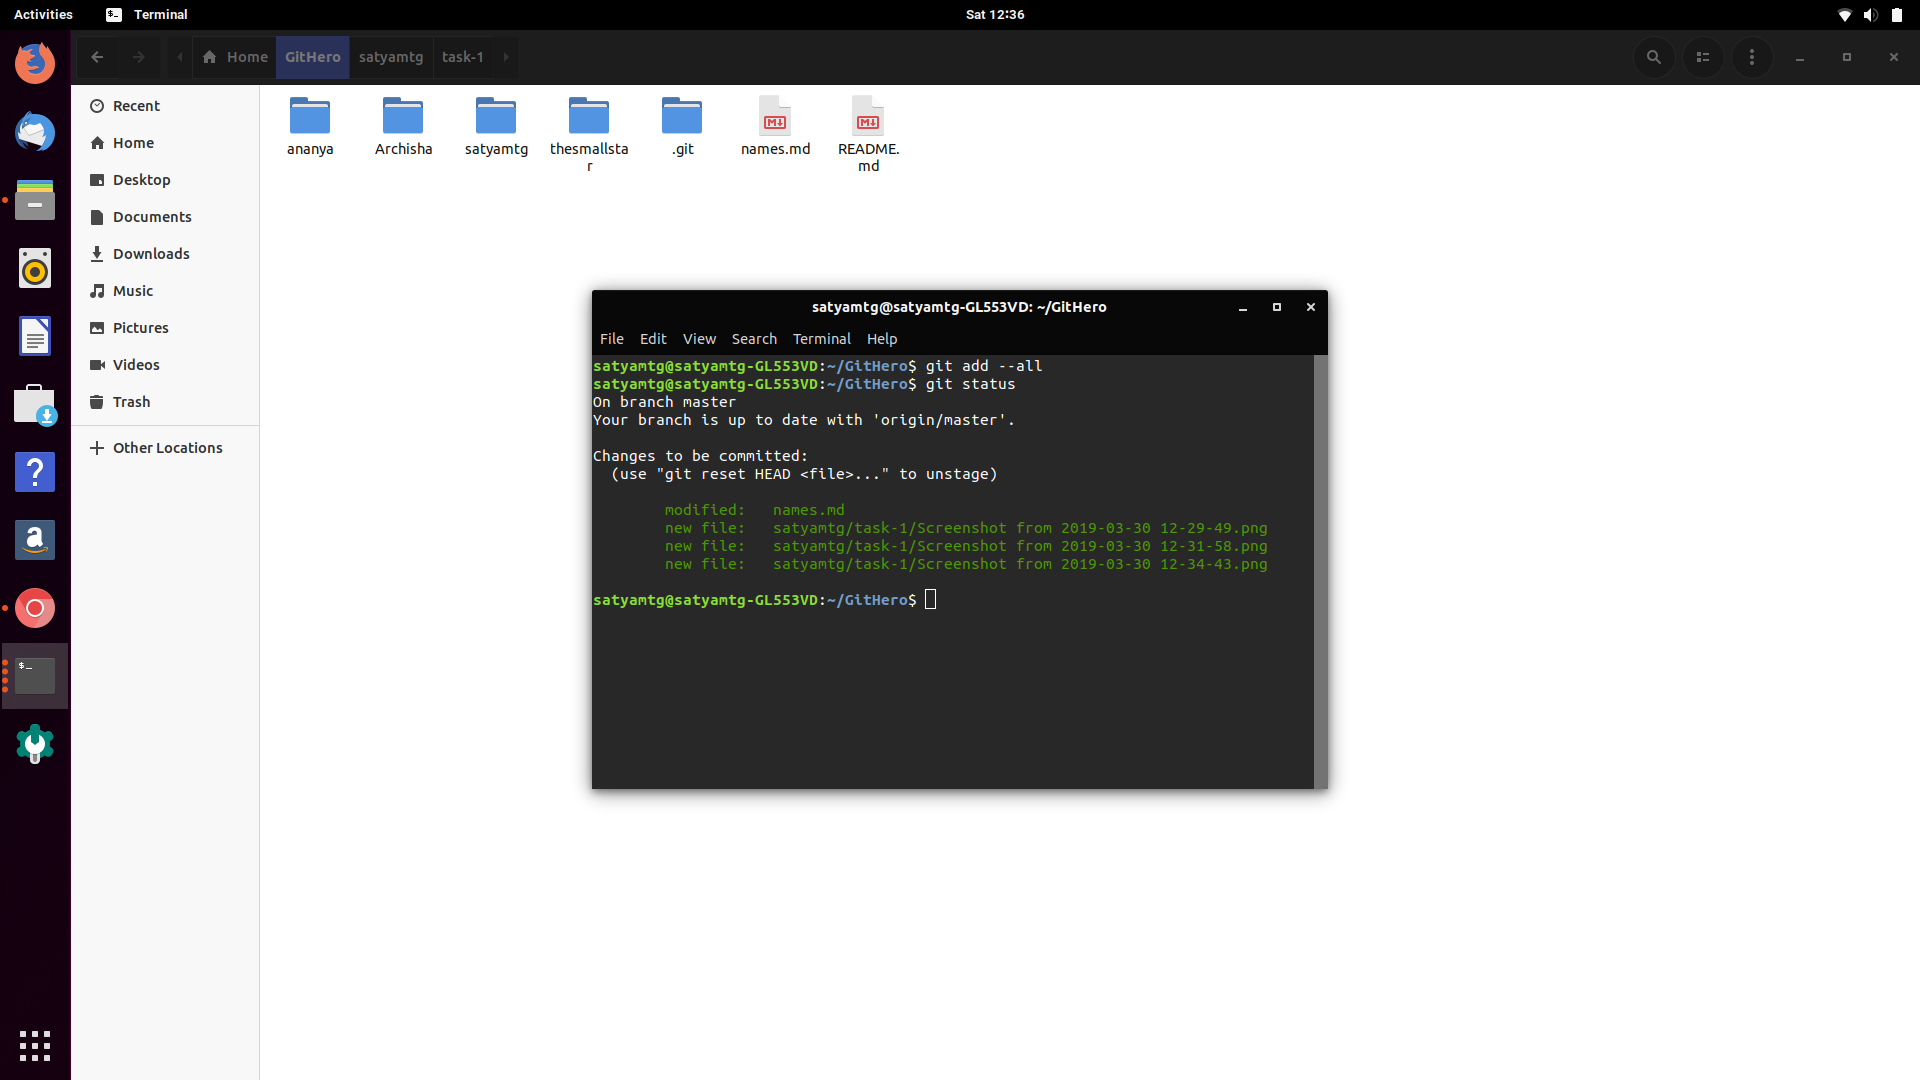 Activities Terminal Sat 12:36
Home GitHero satyamtg task-1
Recent
Home
Desktop
Documents
Downloads
Music
Pictures
Videos
Trash
Other Locations
ananya Archisha satyamtg thesmallsta .git names.md README.
r md
satyamtg@satyamtg-GL553VD: ~/GitHero
File Edit View Search Terminal Help
satyamtg@satyamtg-GL553VD:~/GitHero$ git add --all
satyamtg@satyamtg-GL553VD:~/GitHero$ git status
On branch master
Your branch is up to date with 'origin/master'.
Changes to be committed:
(use "git reset HEAD <file>..." to unstage)
modified: names.md
new file: satyamtg/task-1/Screenshot from 2019-03-30 12-29-49.png
new file: satyamtg/task-1/Screenshot from 2019-03-30 12-31-58.png
new file: satyamtg/task-1/Screenshot from 2019-03-30 12-34-43.png
satyamtg@satyamtg-GL553VD:~/GitHero$